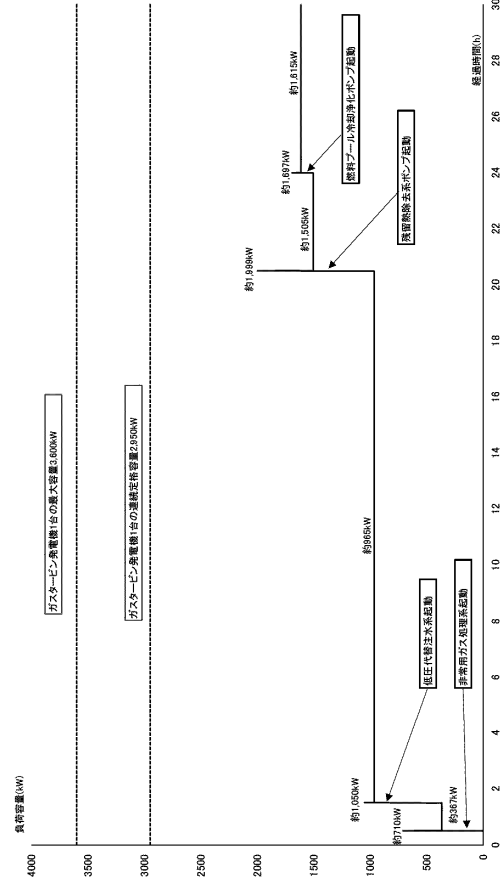 負荷容量(kW)
4000
3500
3000
2500
2000
1500
1000
500
0
ガスタービン発電機1台の最大容量3,600kW
ガスタービン発電機1台の連続定格容量2,950kW
約710kW
約367kW
約1,050kW
約965kW
約1,999kW
約1,505kW
約1,697kW
約1,615kW
非常用ガス処理系起動
低圧代替注水系起動
残留熱除去系ポンプ起動
燃料プール冷却浄化ポンプ起動
0
2
4
6
8
10
12
14
16
18
20
22
24
26
28
30
経過時間(h)